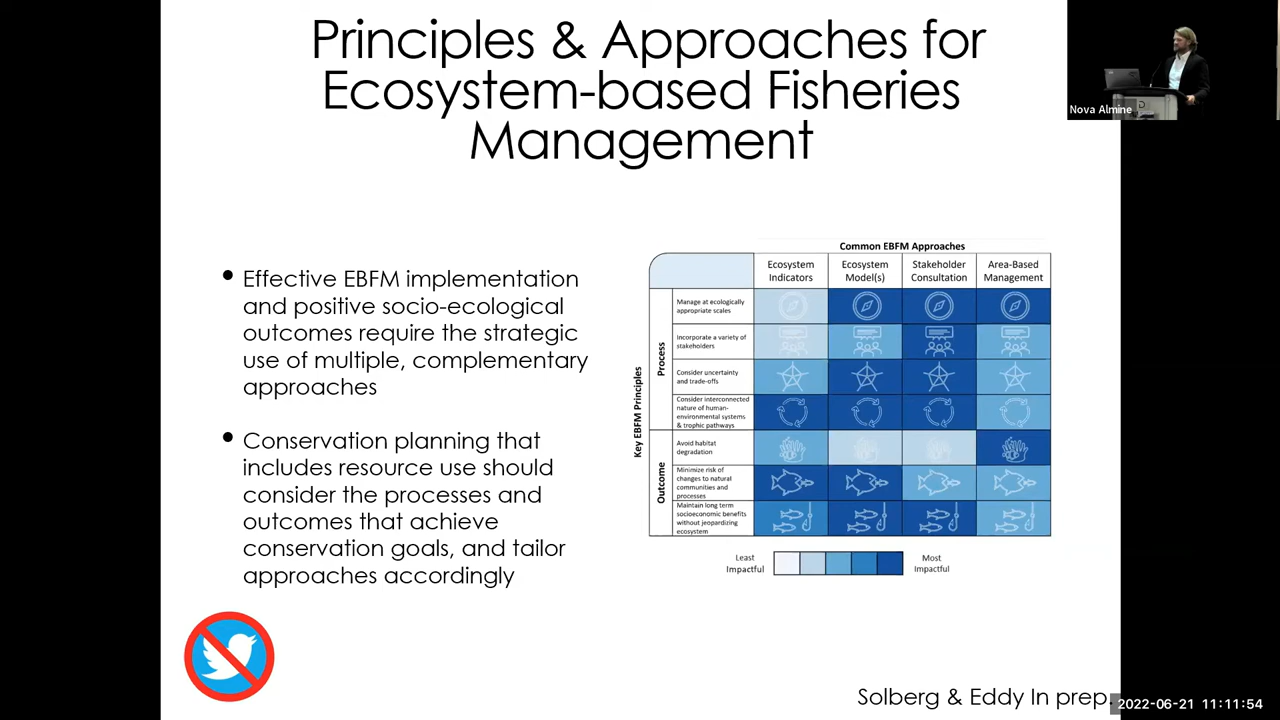 Principles & Approaches for
Ecosystem-based Fisheries
Management
Nova Almine
• Effective EBFM implementation
and positive socio-ecological
outcomes require the strategic
use of multiple, complementary
approaches
• Conservation planning that
includes resource use should
consider the processes and
outcomes that achieve
conservation goals, and tailor
approaches accordingly
Common EBFM Approaches
Ecosystem
Indicators
Ecosystem
Model(s)
Stakeholder
Consultation
Area-Based
Management
Key EBFM Principles
Process
Manage at ecologically
appropriate scales
Incorporate a variety of
stakeholders
Consider uncertainty
and trade-offs
Consider interconnected
nature of human-
environmental systems
& trophic pathways
Outcome
Avoid habitat
degradation
Minimize risk of
changes to natural
communities and
processes
Maintain long term
socioeconomic benefits
without jeopardizing
ecosystem
Least
Impactful
Most
Impactful
Solberg & Eddy In prep.
2022-06-21 11:11:54